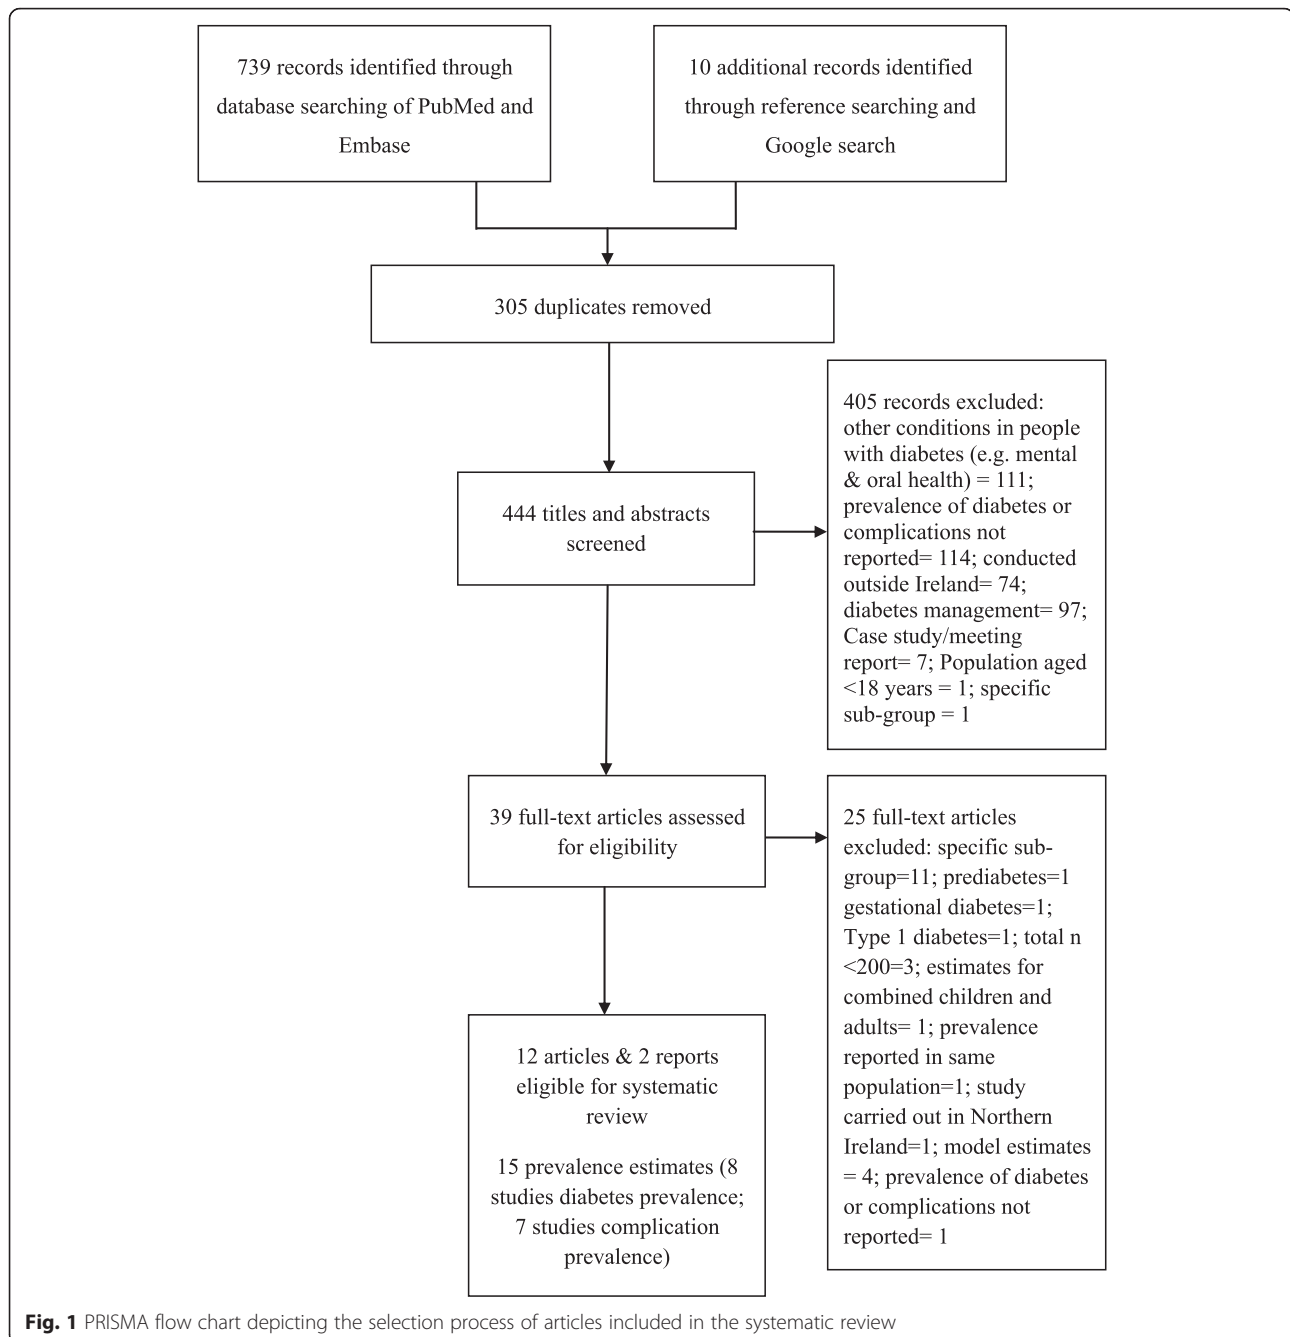 739 records identified through
database searching of PubMed and
Embase
10 additional records identified
through reference searching and
Google search
305 duplicates removed
444 titles and abstracts
screened
405 records excluded:
other conditions in people
with diabetes (e.g. mental
& oral health) = 111;
prevalence of diabetes or
complications not
reported= 114; conducted
outside Ireland= 74;
diabetes management= 97;
Case study/meeting
report= 7; Population aged
<18 years = 1; specific
sub-group = 1
39 full-text articles assessed
for eligibility
25 full-text articles
excluded: specific sub-
group=11; prediabetes=1
gestational diabetes=1;
Type 1 diabetes=1; total n
<200=3; estimates for
combined children and
adults= 1; prevalence
reported in same
population=1; study
carried out in Northern
Ireland=1; model estimates
= 4; prevalence of diabetes
or complications not
reported= 1
12 articles & 2 reports
eligible for systematic
review
15 prevalence estimates (8
studies diabetes prevalence;
7 studies complication
prevalence)
Fig. 1 PRISMA flow chart depicting the selection process of articles included in the systematic review